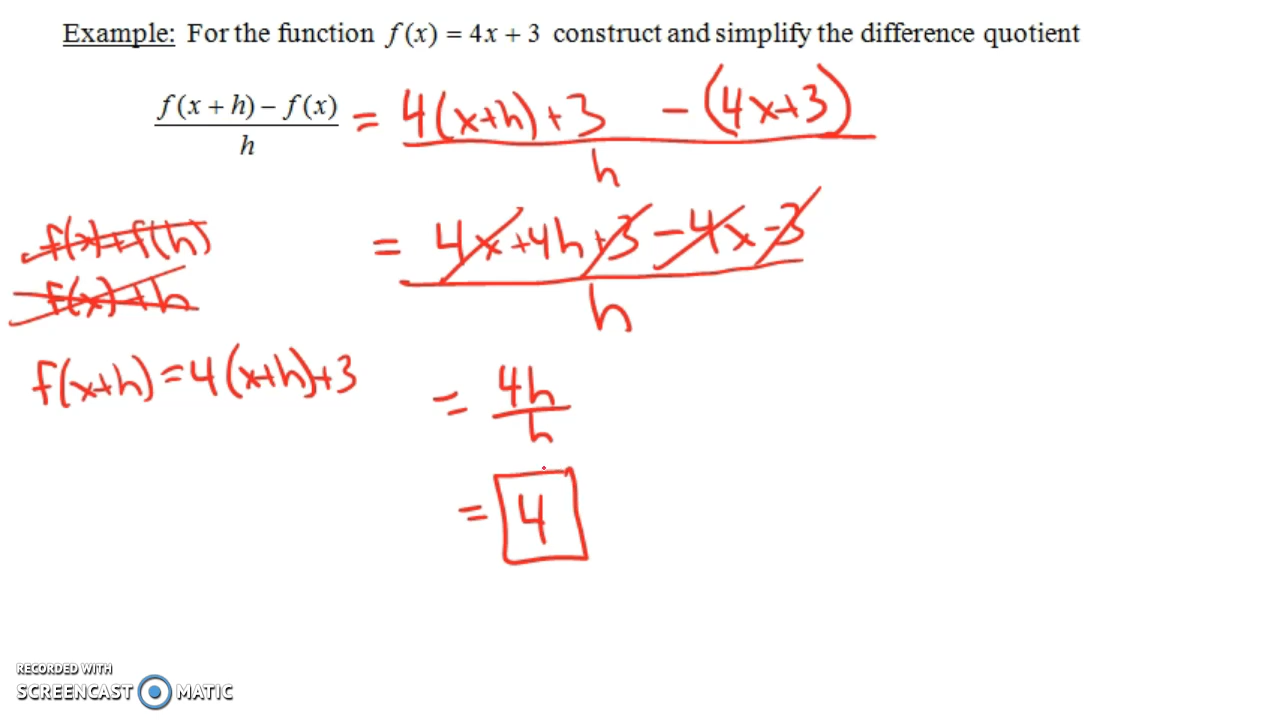 Example: For the function f(x) = 4x + 3 construct and simplify the difference quotient
f(x + h) − f(x) / h = 4(x+h)+3 −(4x+3) / h
= 4x+4h+3−4x−3 / h
f(x)+f(h)
f(x)+h
f(x+h)=4(x+h)+3
= 4h / h
= 4
RECORDED WITH
SCREENCAST MATIC